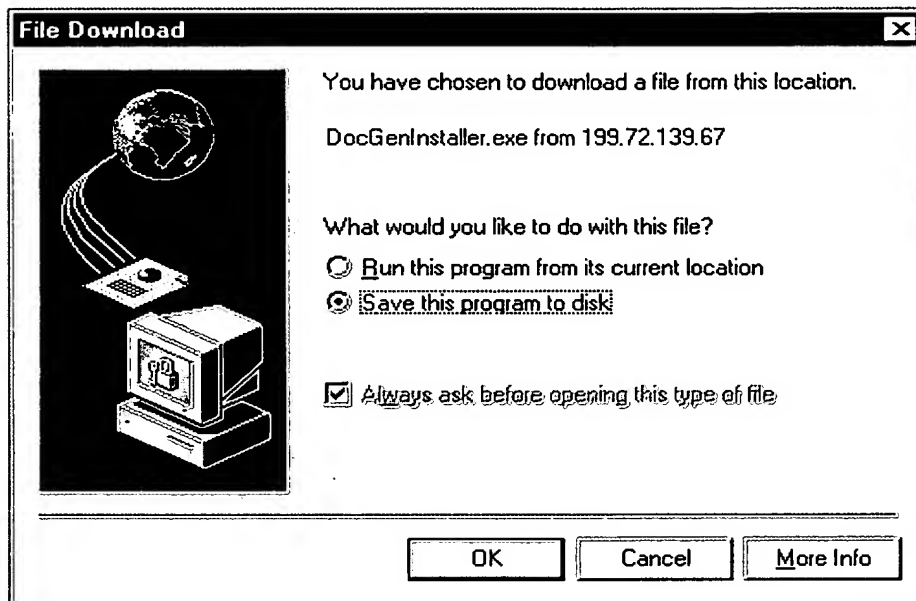 File Download
You have chosen to download a file from this location.
DocGenInstaller.exe from 199.72.139.67
What would you like to do with this file?
Run this program from its current location
Save this program to disk
Always ask before opening this type of file
OK
Cancel
More Info